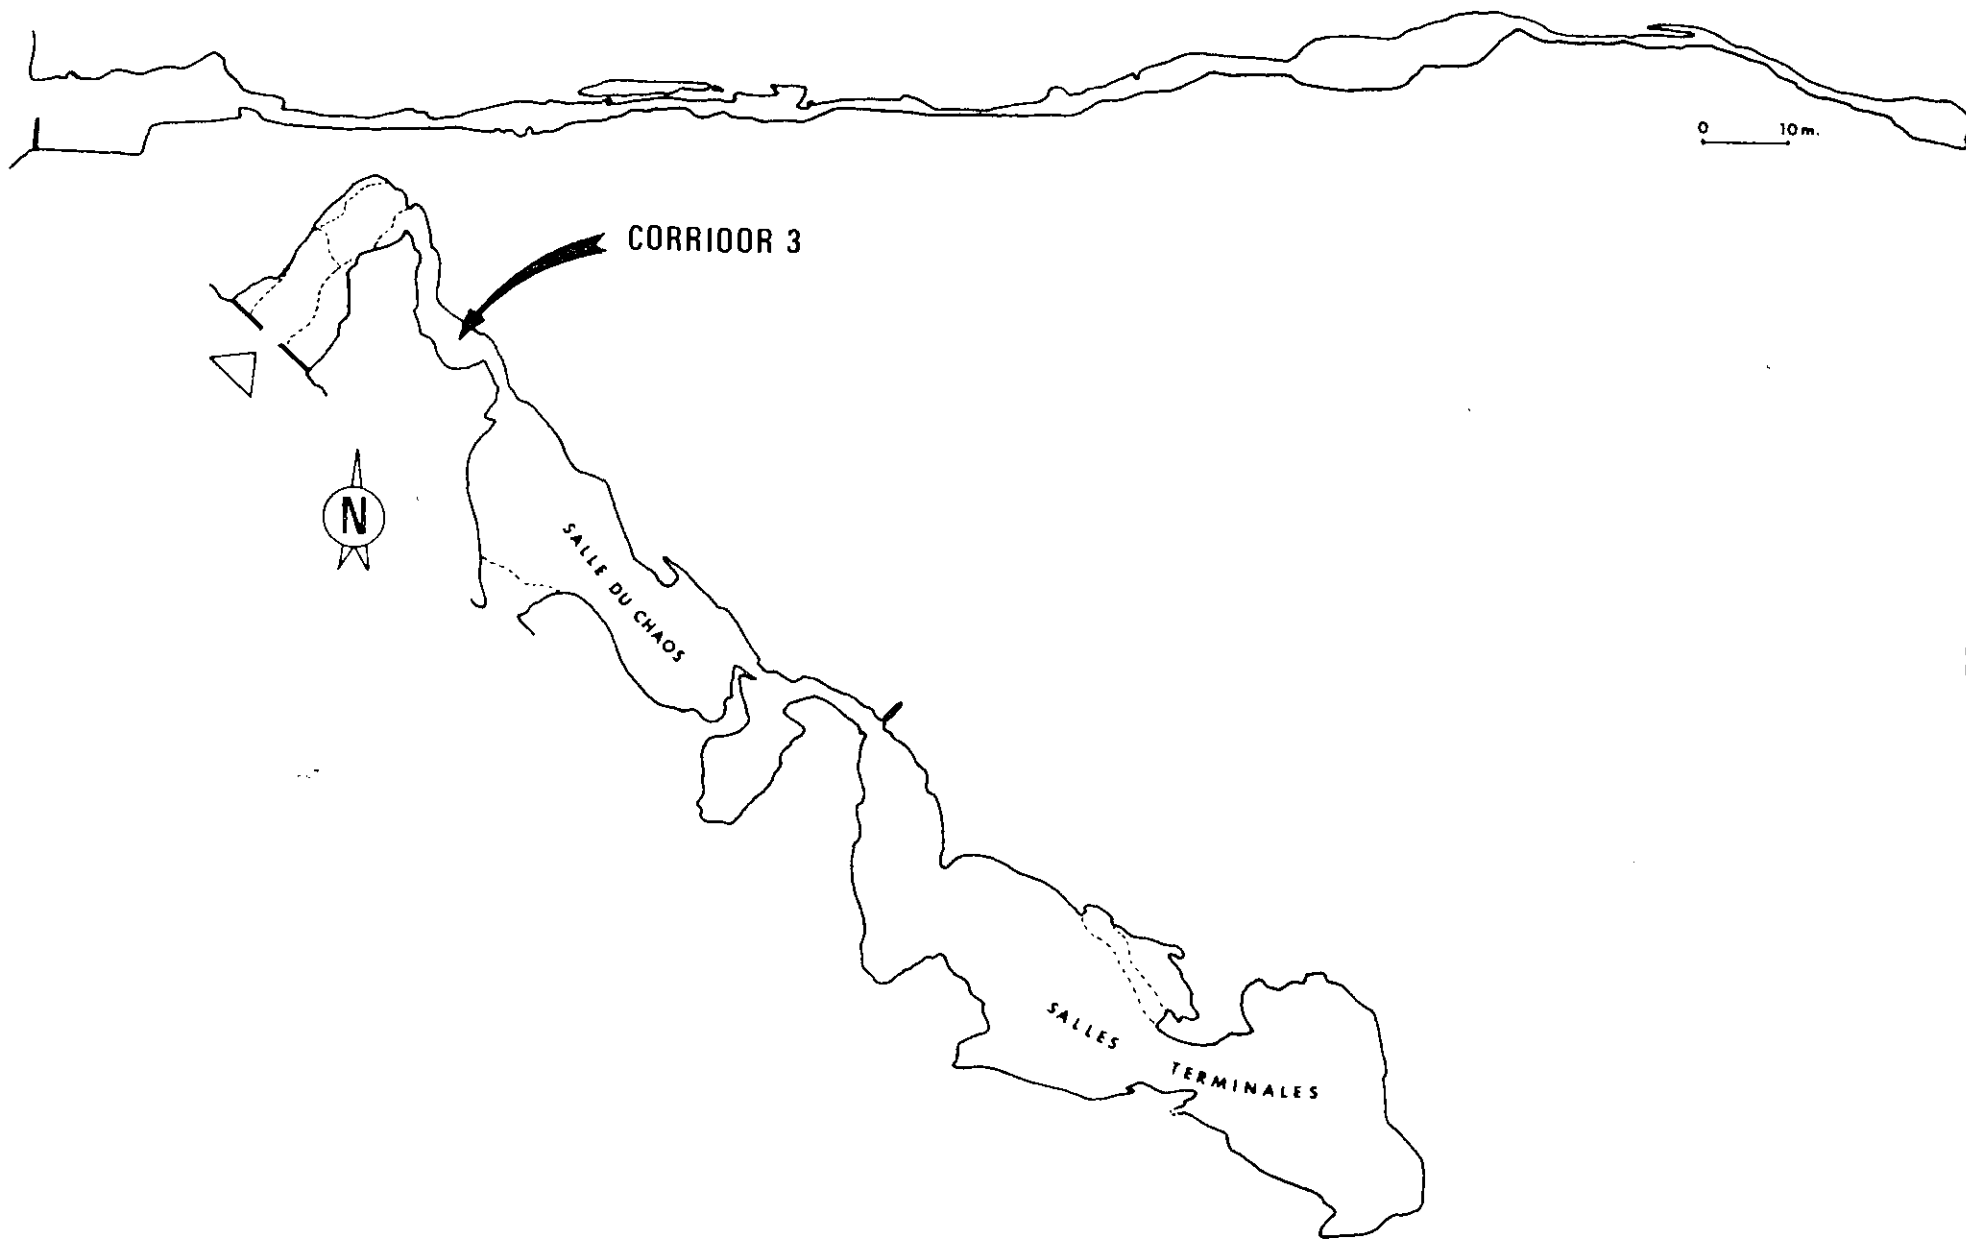 0 10 m.
CORRIDOR 3
N
SALLE DU CHAOS
SALLES TERMINALES